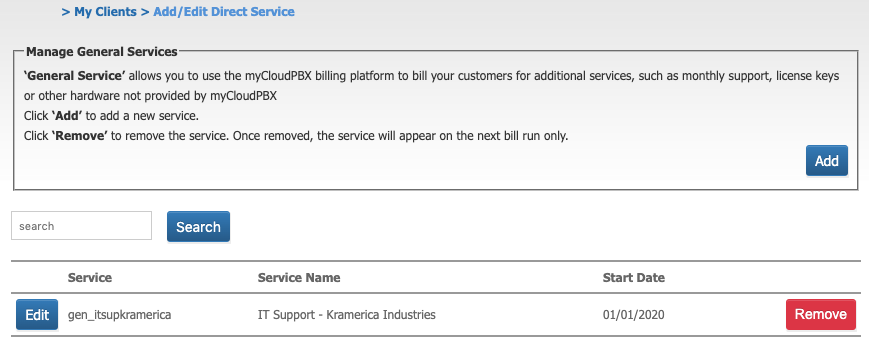 > My Clients > Add/Edit Direct Service
Manage General Services
‘General Service’ allows you to use the myCloudPBX billing platform to bill your customers for additional services, such as monthly support, license keys
or other hardware not provided by myCloudPBX
Click ‘Add’ to add a new service.
Click ‘Remove’ to remove the service. Once removed, the service will appear on the next bill run only.
Add
search Search
Service Service Name Start Date
Edit gen_itsupkramerica IT Support - Kramerica Industries 01/01/2020 Remove